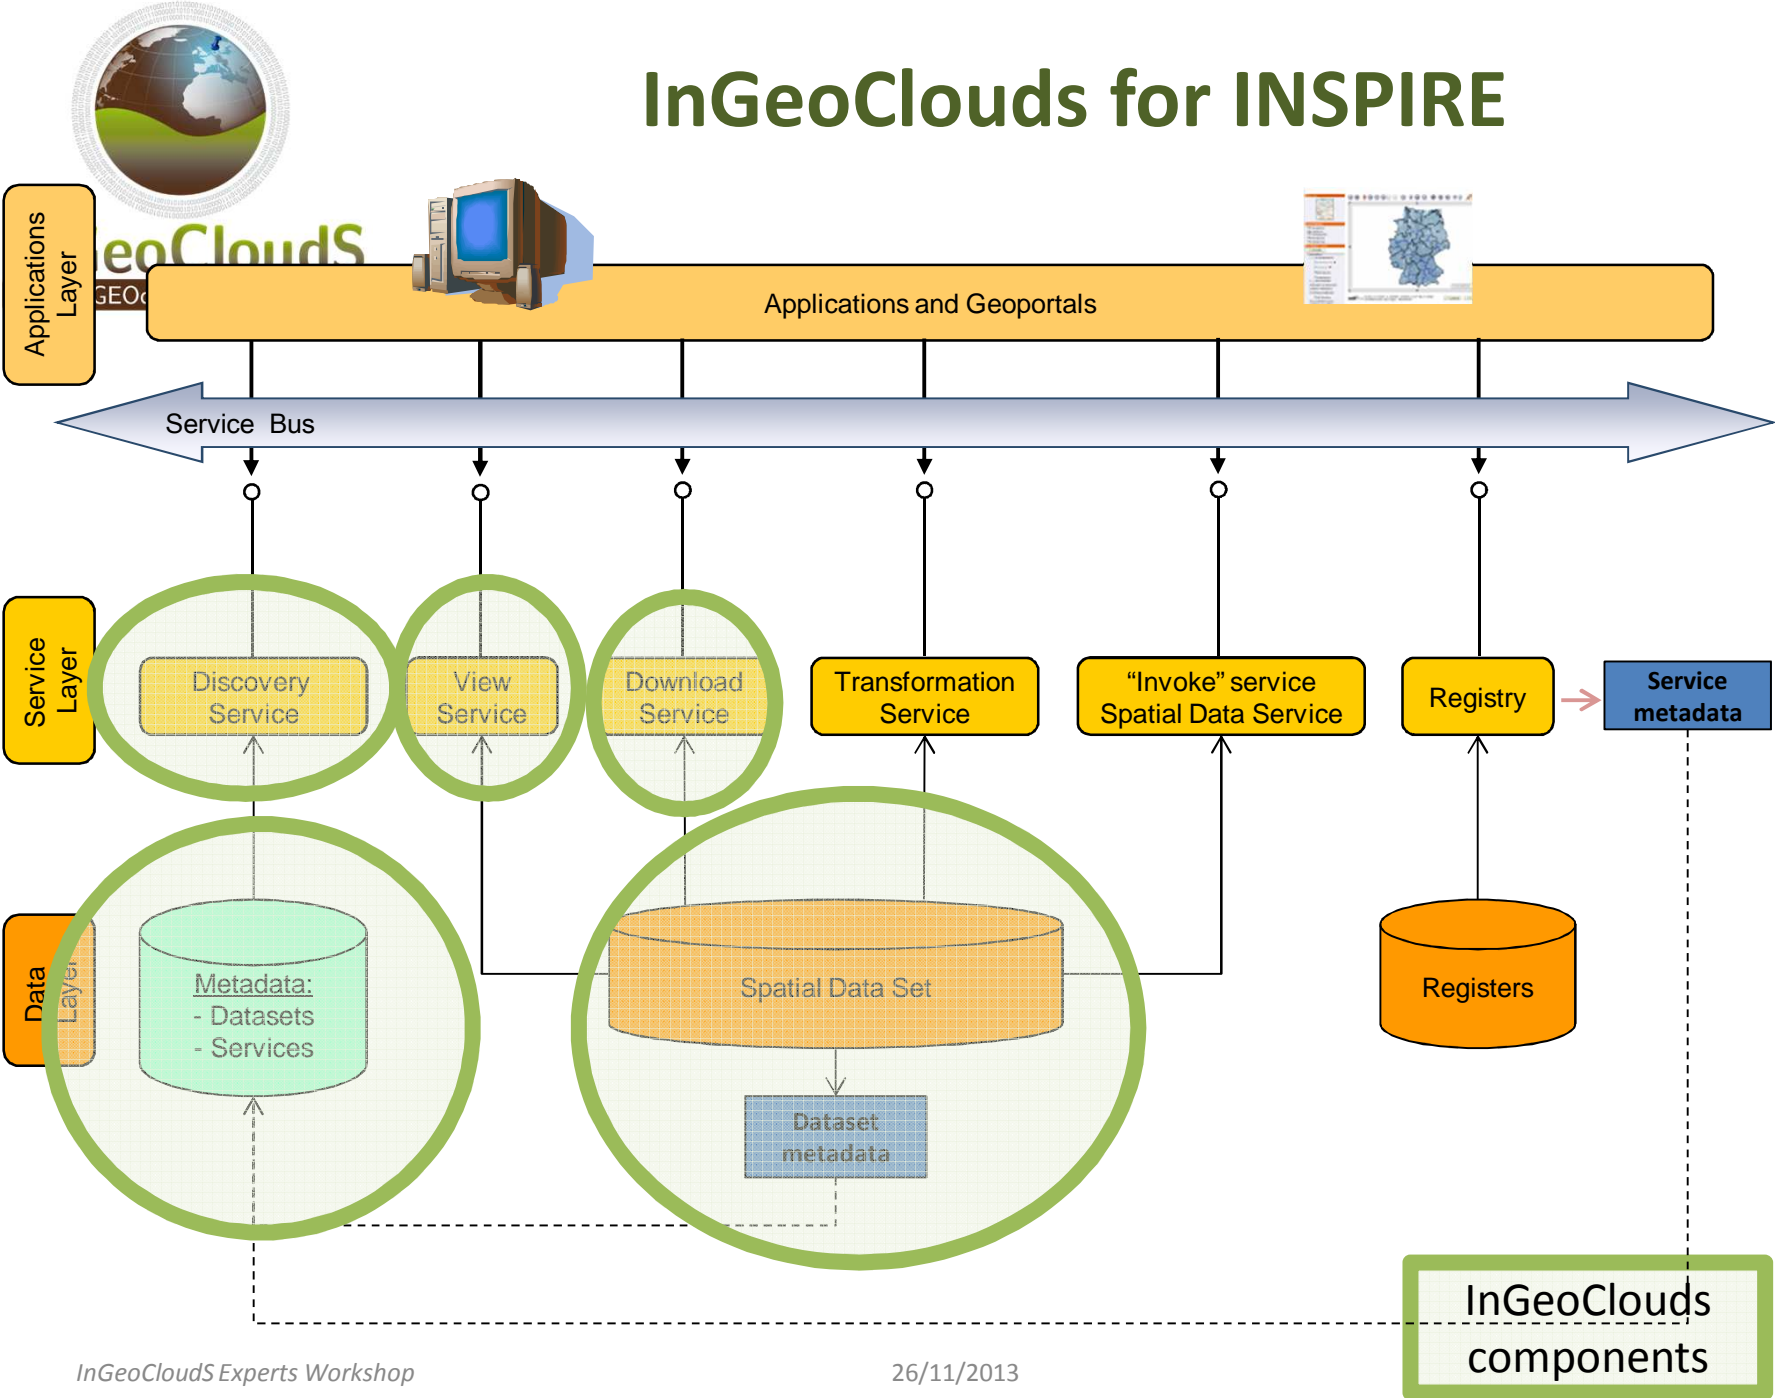 InGeoClouds for INSPIRE
eoCloudS
GEO
Applications
Layer
Applications and Geoportals
Service Bus
Service
Layer
Discovery
Service
View
Service
Download
Service
Transformation
Service
“Invoke” service
Spatial Data Service
Registry
Service
metadata
Data
Layer
Metadata:
- Datasets
- Services
Spatial Data Set
Registers
Dataset
metadata
InGeoClouds
components
InGeoCloudS Experts Workshop
26/11/2013